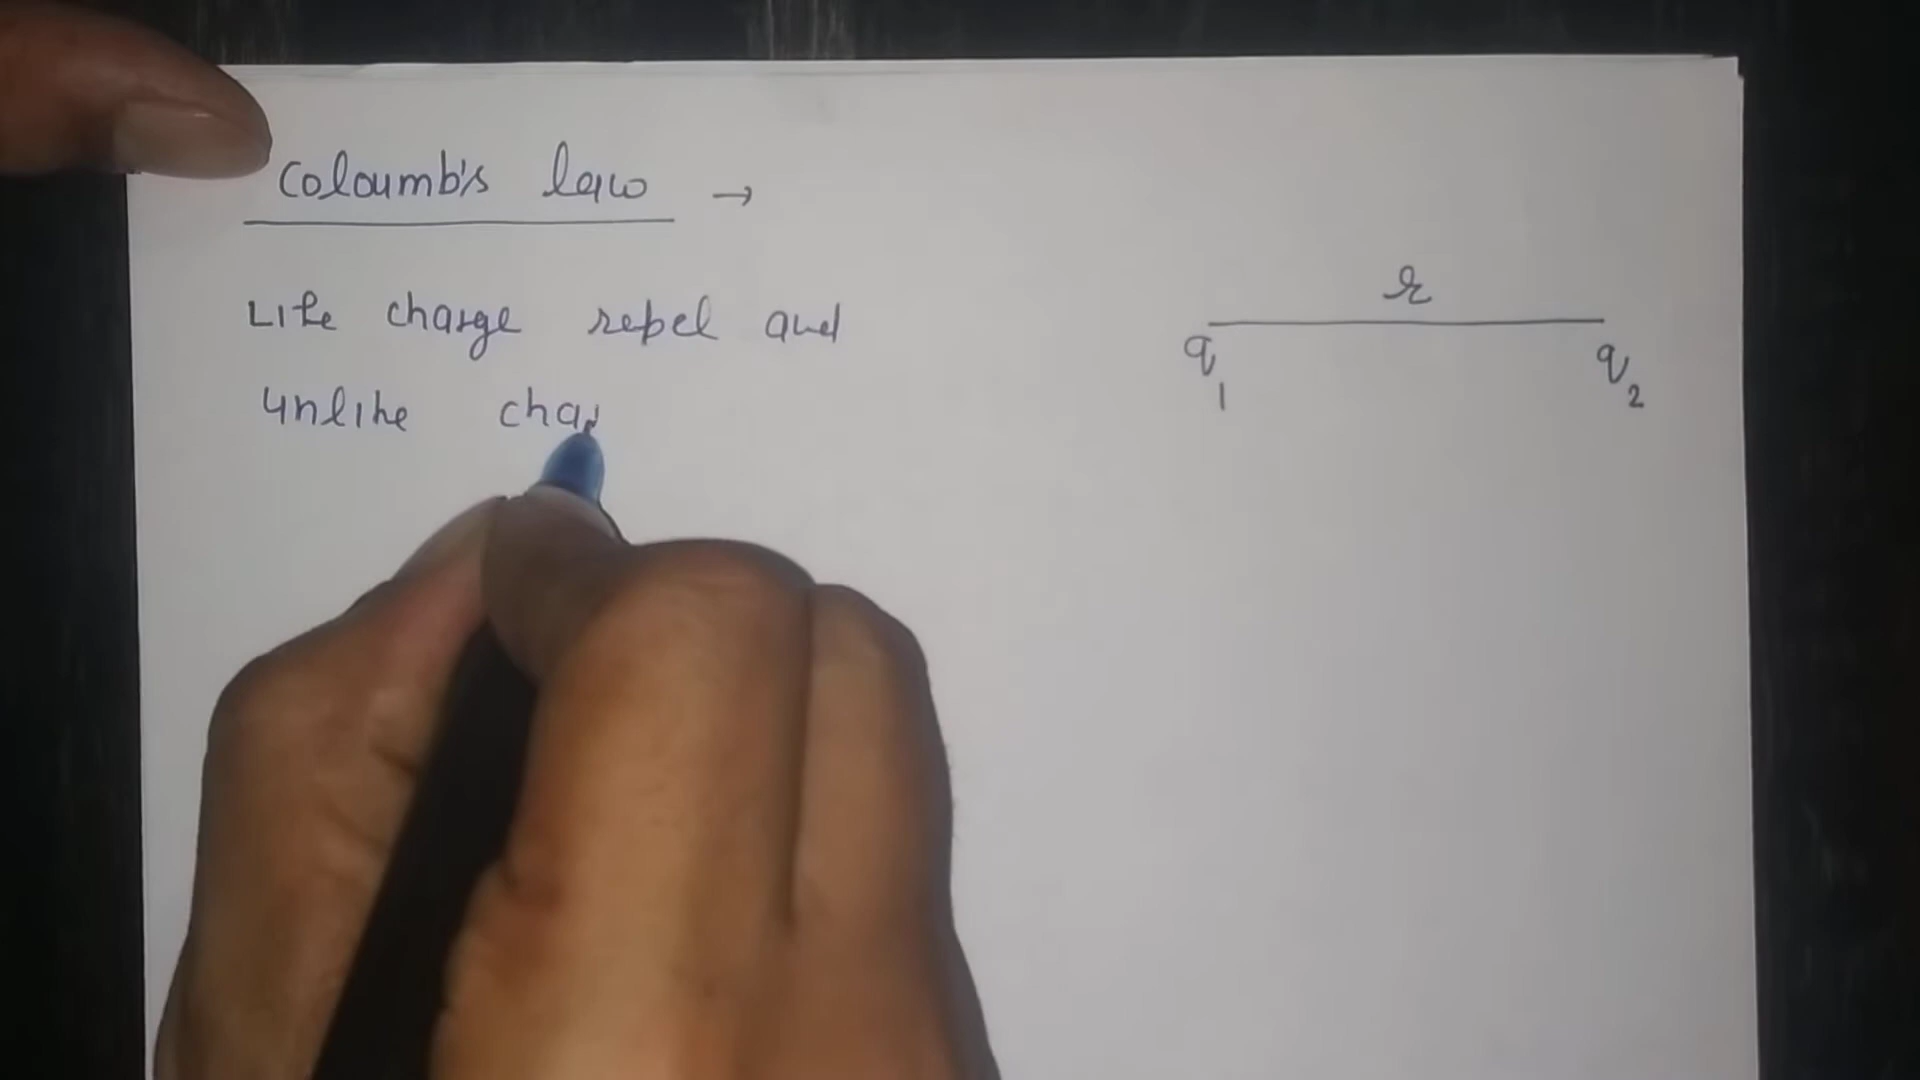 Coloumb's law →
Like charge repel and
unlike cha
r
q1 q2